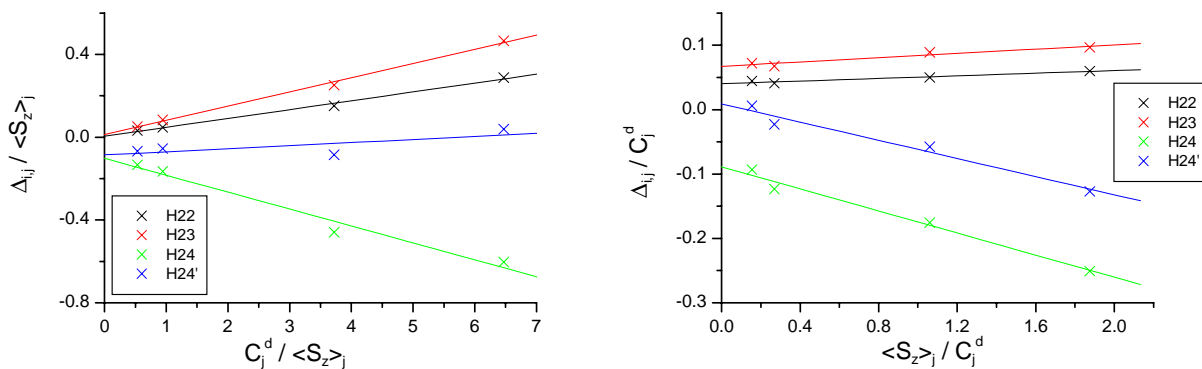 0.4
0.0
-0.4
-0.8
0 1 2 3 4 5 6 7
Δi,j / <Sz>j
Cjd / <Sz>j
H22
H23
H24
H24'
0.1
0.0
-0.1
-0.2
-0.3
0.0 0.4 0.8 1.2 1.6 2.0
Δi,j / Cjd
<Sz>j / Cjd
H22
H23
H24
H24'